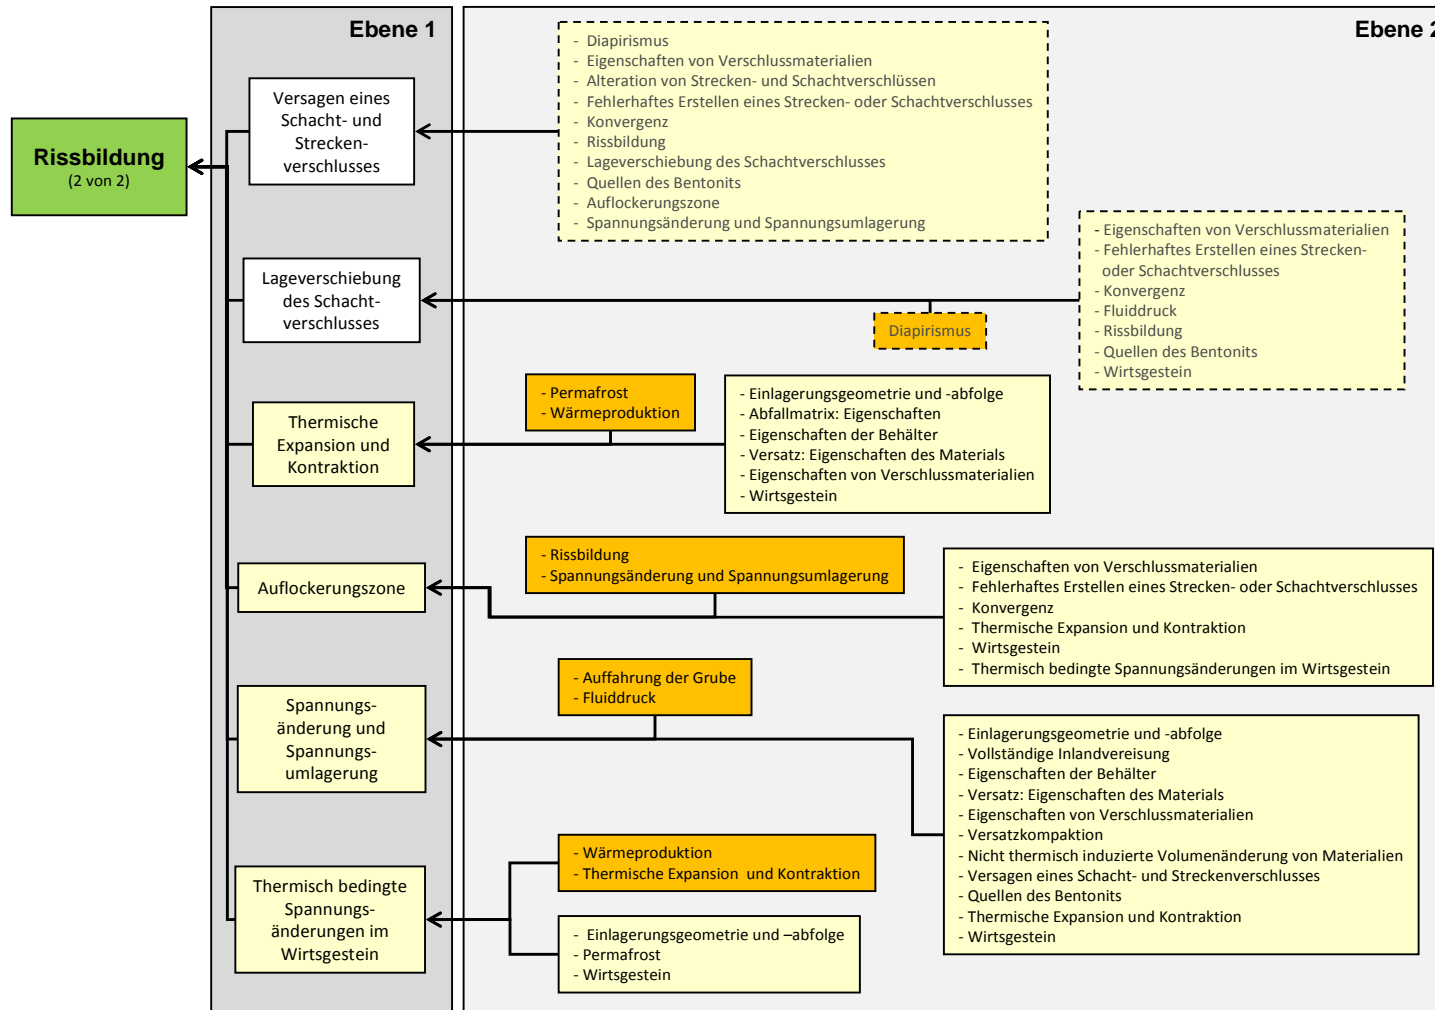 Ebene 1
Ebene 2
Rissbildung
(2 von 2)
Versagen eines
Schacht- und
Strecken-
verschlusses
- Diapirismus
- Eigenschaften von Verschlussmaterialien
- Alteration von Strecken- und Schachtverschlüssen
- Fehlerhaftes Erstellen eines Strecken- oder Schachtverschlusses
- Konvergenz
- Rissbildung
- Lageverschiebung des Schachtverschlusses
- Quellen des Bentonits
- Auflockerungszone
- Spannungsänderung und Spannungsumlagerung
Lageverschiebung
des Schacht-
verschlusses
Diapirismus
- Eigenschaften von Verschlussmaterialien
- Fehlerhaftes Erstellen eines Strecken-
oder Schachtverschlusses
- Konvergenz
- Fluiddruck
- Rissbildung
- Quellen des Bentonits
- Wirtsgestein
Thermische
Expansion und
Kontraktion
- Permafrost
- Wärmeproduktion
- Einlagerungsgeometrie und -abfolge
- Abfallmatrix: Eigenschaften
- Eigenschaften der Behälter
- Versatz: Eigenschaften des Materials
- Eigenschaften von Verschlussmaterialien
- Wirtsgestein
Auflockerungszone
- Rissbildung
- Spannungsänderung und Spannungsumlagerung
- Eigenschaften von Verschlussmaterialien
- Fehlerhaftes Erstellen eines Strecken- oder Schachtverschlusses
- Konvergenz
- Thermische Expansion und Kontraktion
- Wirtsgestein
- Thermisch bedingte Spannungsänderungen im Wirtsgestein
Spannungs-
änderung und
Spannungs-
umlagerung
- Auffahrung der Grube
- Fluiddruck
- Einlagerungsgeometrie und -abfolge
- Vollständige Inlandvereisung
- Eigenschaften der Behälter
- Versatz: Eigenschaften des Materials
- Eigenschaften von Verschlussmaterialien
- Versatzkompaktion
- Nicht thermisch induzierte Volumenänderung von Materialien
- Versagen eines Schacht- und Streckenverschlusses
- Quellen des Bentonits
- Thermische Expansion und Kontraktion
- Wirtsgestein
Thermisch bedingte
Spannungs-
änderungen im
Wirtsgestein
- Wärmeproduktion
- Thermische Expansion und Kontraktion
- Einlagerungsgeometrie und –abfolge
- Permafrost
- Wirtsgestein